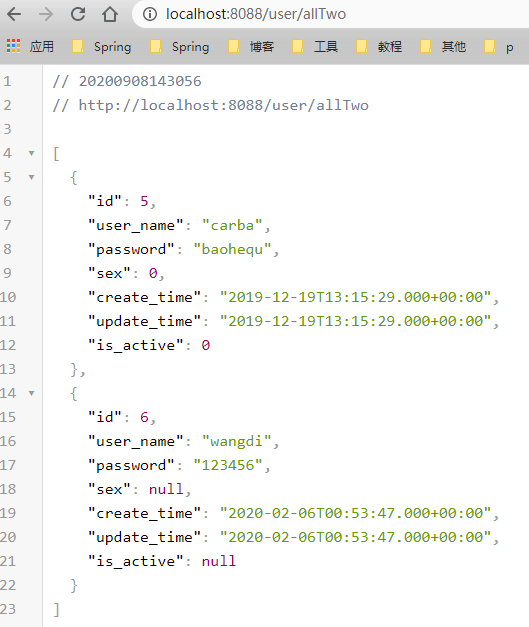 localhost:8088/user/allTwo
应用 Spring Spring 博客 工具 教程 其他 p
1 // 20200908143056
2 // http://localhost:8088/user/allTwo
3
4 [
5 {
6 "id": 5,
7 "user_name": "carba",
8 "password": "baohequ",
9 "sex": 0,
10 "create_time": "2019-12-19T13:15:29.000+00:00",
11 "update_time": "2019-12-19T13:15:29.000+00:00",
12 "is_active": 0
13 },
14 {
15 "id": 6,
16 "user_name": "wangdi",
17 "password": "123456",
18 "sex": null,
19 "create_time": "2020-02-06T00:53:47.000+00:00",
20 "update_time": "2020-02-06T00:53:47.000+00:00",
21 "is_active": null
22 }
23 ]